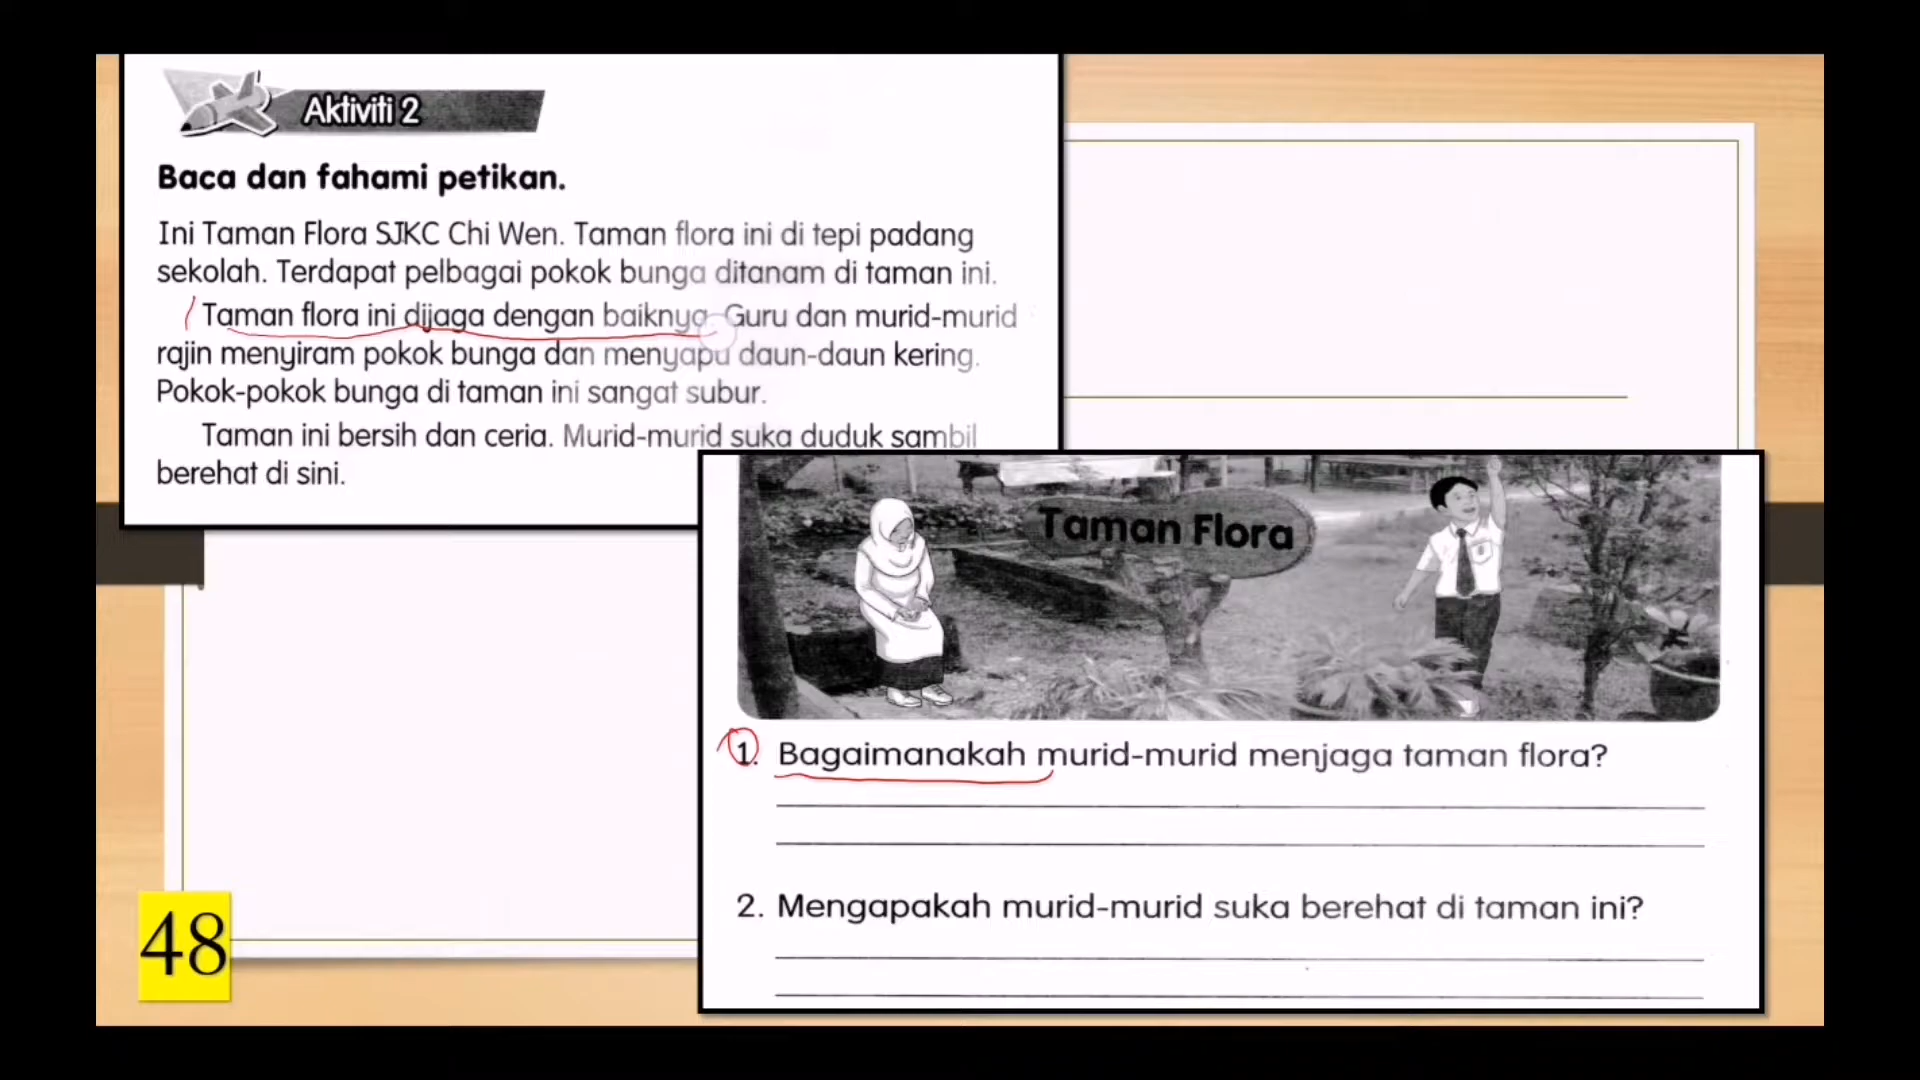 Aktiviti 2
Baca dan fahami petikan.
Ini Taman Flora SJKC Chi Wen. Taman flora ini di tepi padang
sekolah. Terdapat pelbagai pokok bunga ditanam di taman ini.
Taman flora ini dijaga dengan baiknya. Guru dan murid-murid
rajin menyiram pokok bunga dan menyapu daun-daun kering.
Pokok-pokok bunga di taman ini sangat subur.
Taman ini bersih dan ceria. Murid-murid suka duduk sambil
berehat di sini.
Taman Flora
1. Bagaimanakah murid-murid menjaga taman flora?
2. Mengapakah murid-murid suka berehat di taman ini?
48